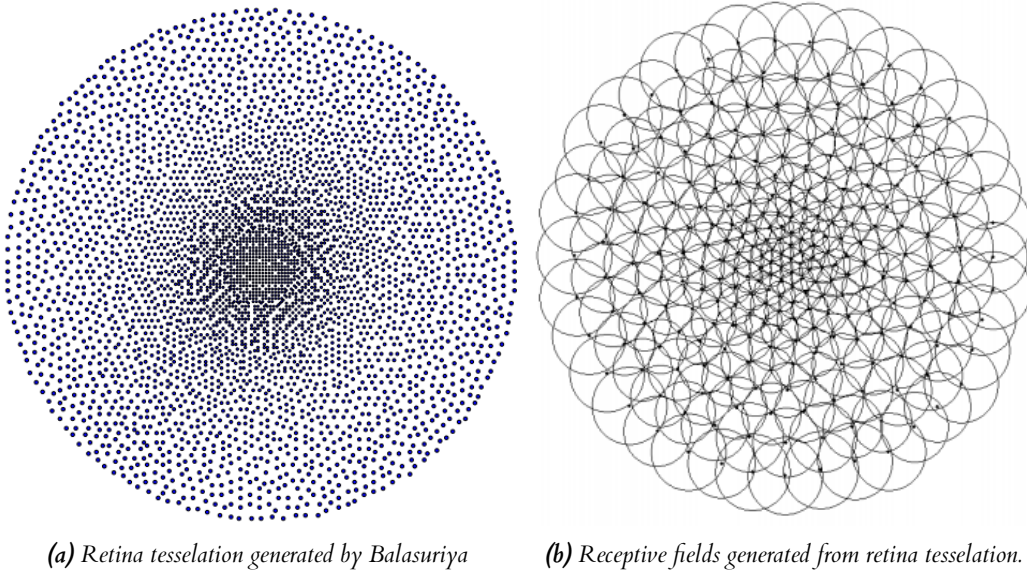 (a) Retina tesselation generated by Balasuriya
(b) Receptive fields generated from retina tesselation.